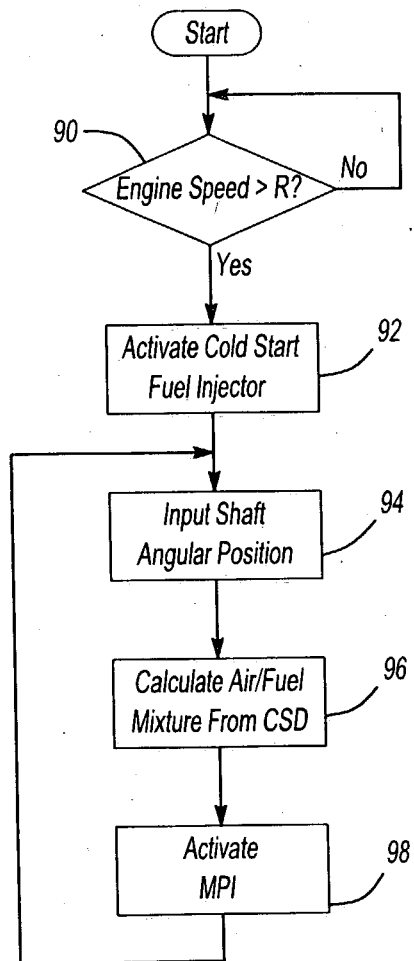 Start
90
Engine Speed > R?
No
Yes
Activate Cold Start
Fuel Injector
92
Input Shaft
Angular Position
94
Calculate Air/Fuel
Mixture From CSD
96
Activate
MPI
98